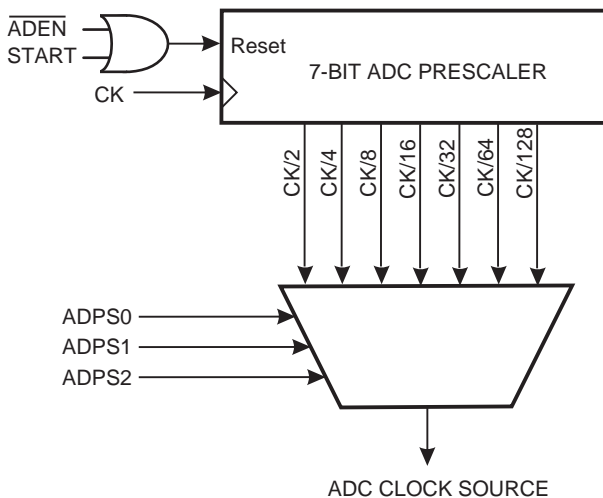 ADEN
START
Reset
7-BIT ADC PRESCALER
CK
CK/2
CK/4
CK/8
CK/16
CK/32
CK/64
CK/128
ADPS0
ADPS1
ADPS2
ADC CLOCK SOURCE